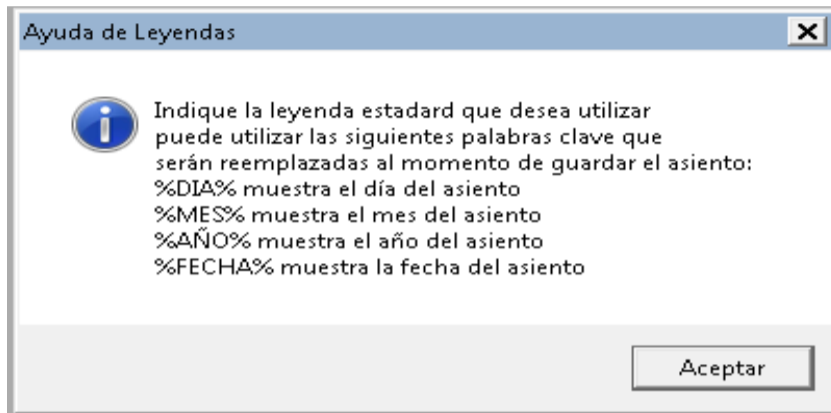 Ayuda de Leyendas
Indique la leyenda estadard que desea utilizar
puede utilizar las siguientes palabras clave que
serán reemplazadas al momento de guardar el asiento:
%DIA% muestra el día del asiento
%MES% muestra el mes del asiento
%AÑO% muestra el año del asiento
%FECHA% muestra la fecha del asiento
Aceptar